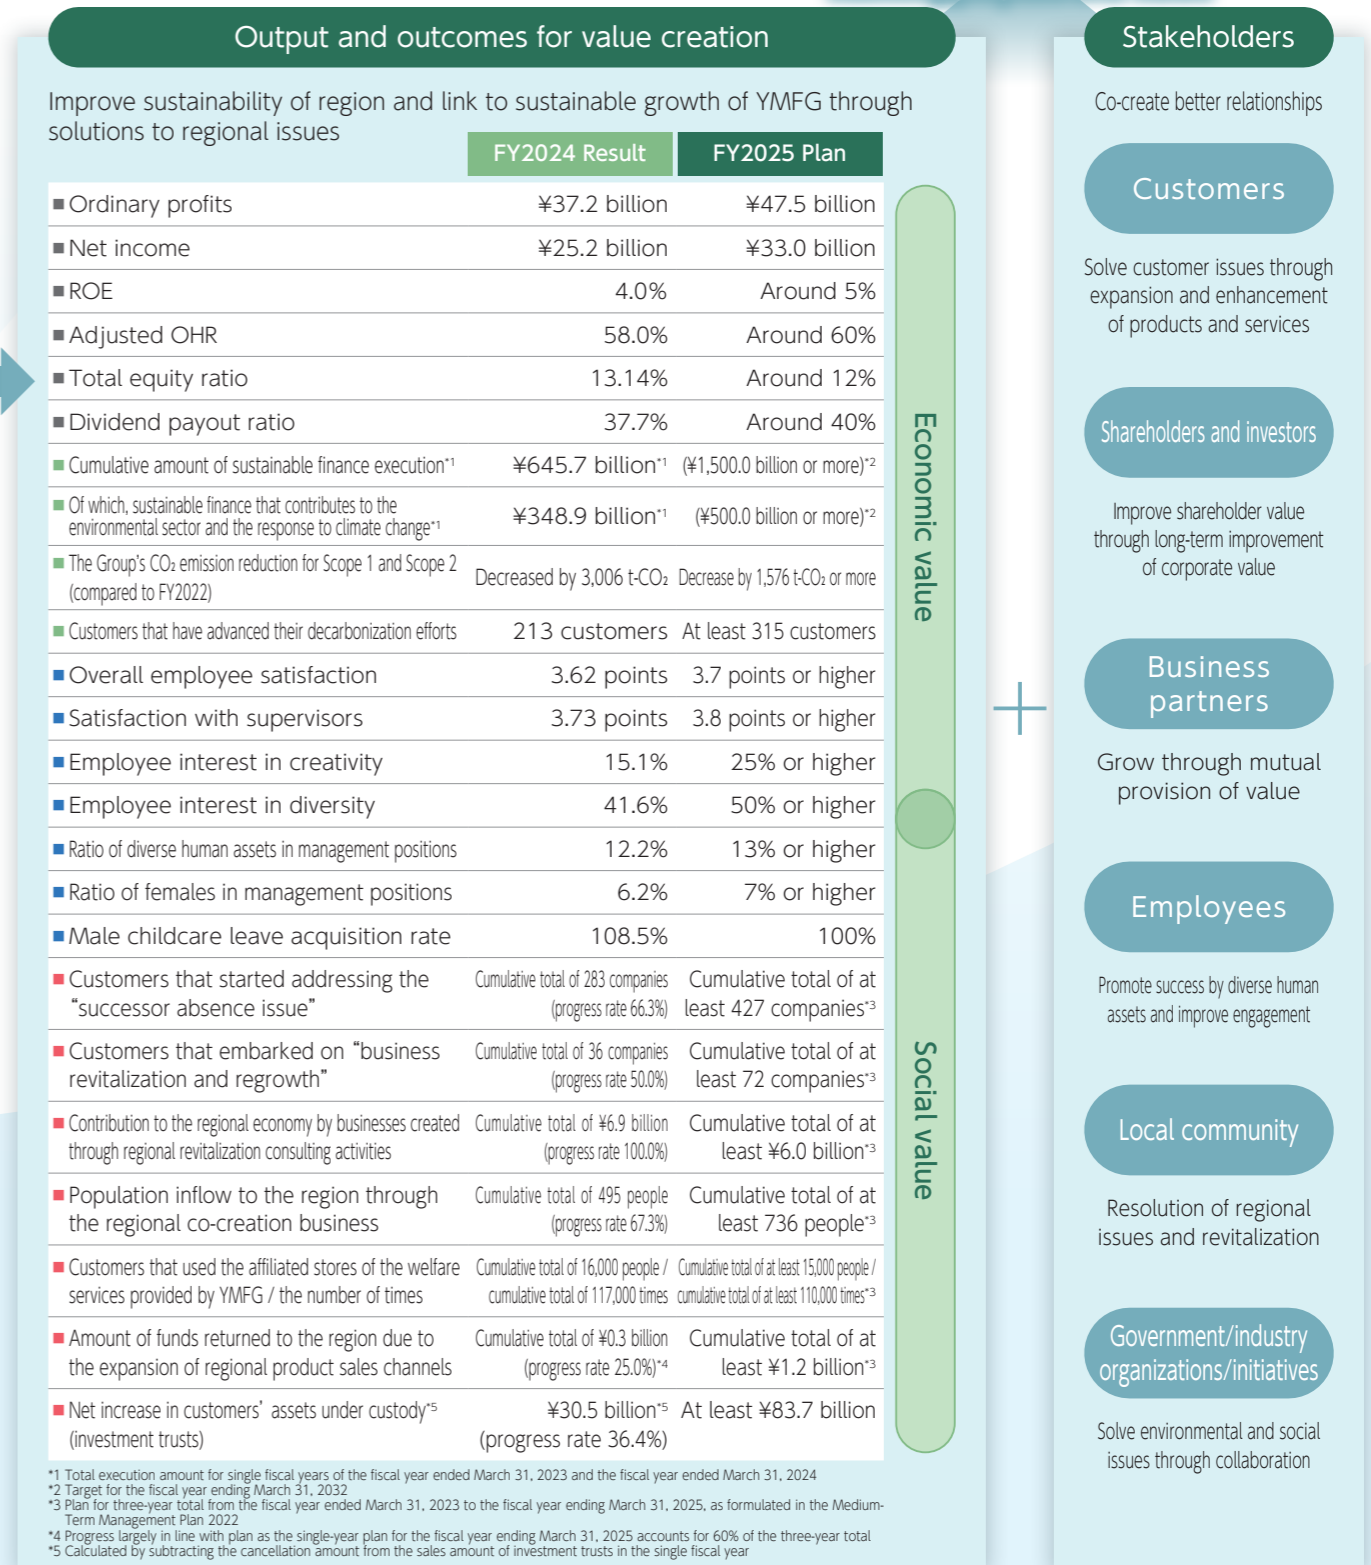 Output and outcomes for value creation
Improve sustainability of region and link to sustainable growth of YMFG through
solutions to regional issues
FY2024 Result FY2025 Plan
■ Ordinary profits ¥37.2 billion ¥47.5 billion
■ Net income ¥25.2 billion ¥33.0 billion
■ ROE 4.0% Around 5%
■ Adjusted OHR 58.0% Around 60%
■ Total equity ratio 13.14% Around 12%
■ Dividend payout ratio 37.7% Around 40%
■ Cumulative amount of sustainable finance execution*1 ¥645.7 billion*1 (¥1,500.0 billion or more)*2
■ Of which, sustainable finance that contributes to the
environmental sector and the response to climate change*1 ¥348.9 billion*1 (¥500.0 billion or more)*2
■ The Group's CO₂ emission reduction for Scope 1 and Scope 2
(compared to FY2022) Decreased by 3,006 t-CO₂ Decrease by 1,576 t-CO₂ or more
■ Customers that have advanced their decarbonization efforts 213 customers At least 315 customers
■ Overall employee satisfaction 3.62 points 3.7 points or higher
■ Satisfaction with supervisors 3.73 points 3.8 points or higher
■ Employee interest in creativity 15.1% 25% or higher
■ Employee interest in diversity 41.6% 50% or higher
■ Ratio of diverse human assets in management positions 12.2% 13% or higher
■ Ratio of females in management positions 6.2% 7% or higher
■ Male childcare leave acquisition rate 108.5% 100%
■ Customers that started addressing the Cumulative total of 283 companies Cumulative total of at
“successor absence issue” (progress rate 66.3%) least 427 companies*3
■ Customers that embarked on “business Cumulative total of 36 companies Cumulative total of at
revitalization and regrowth” (progress rate 50.0%) least 72 companies*3
■ Contribution to the regional economy by businesses created Cumulative total of ¥6.9 billion Cumulative total of at
through regional revitalization consulting activities (progress rate 100.0%) least ¥6.0 billion*3
■ Population inflow to the region through Cumulative total of 495 people Cumulative total of at
the regional co-creation business (progress rate 67.3%) least 736 people*3
■ Customers that used the affiliated stores of the welfare Cumulative total of 16,000 people / Cumulative total of at least 15,000 people /
services provided by YMFG / the number of times cumulative total of 117,000 times cumulative total of at least 110,000 times*3
■ Amount of funds returned to the region due to Cumulative total of ¥0.3 billion Cumulative total of at
the expansion of regional product sales channels (progress rate 25.0%)*4 least ¥1.2 billion*3
■ Net increase in customers' assets under custody*5 ¥30.5 billion*5 At least ¥83.7 billion
(investment trusts) (progress rate 36.4%)
Economic value
Social value
*1 Total execution amount for single fiscal years of the fiscal year ended March 31, 2023 and the fiscal year ended March 31, 2024
*2 Target for the fiscal year ending March 31, 2032
*3 Plan for three-year total from the fiscal year ended March 31, 2023 to the fiscal year ending March 31, 2025, as formulated in the Medium-
Term Management Plan 2022
*4 Progress largely in line with plan as the single-year plan for the fiscal year ending March 31, 2025 accounts for 60% of the three-year total
*5 Calculated by subtracting the cancellation amount from the sales amount of investment trusts in the single fiscal year
Stakeholders
Co-create better relationships
Customers
Solve customer issues through
expansion and enhancement
of products and services
Shareholders and investors
Improve shareholder value
through long-term improvement
of corporate value
Business
partners
Grow through mutual
provision of value
Employees
Promote success by diverse human
assets and improve engagement
Local community
Resolution of regional
issues and revitalization
Government/industry
organizations/initiatives
Solve environmental and social
issues through collaboration